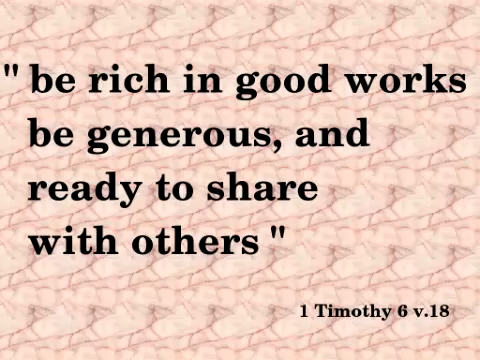 " be rich in good works
be generous, and
ready to share
with others "
1 Timothy 6 v.18